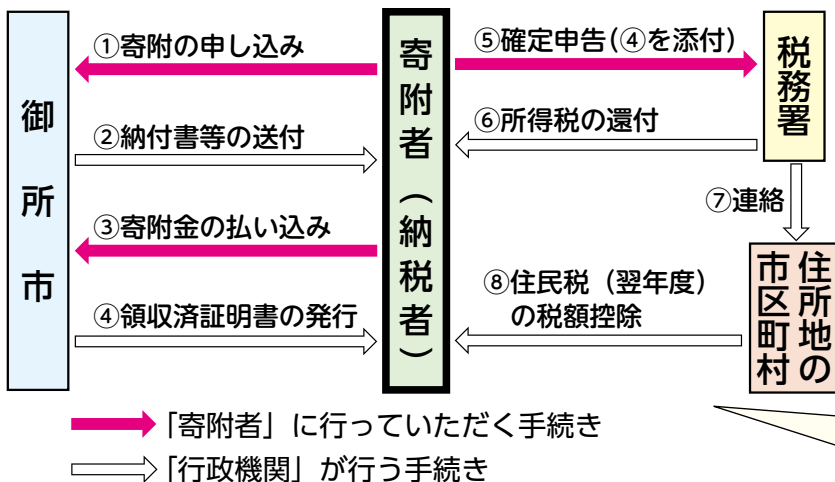 御所市
①寄附の申し込み
②納付書等の送付
③寄附金の払い込み
④領収済証明書の発行
寄附者（納税者）
⑤確定申告（④を添付）
⑥所得税の還付
税務署
⑦連絡
⑧住民税（翌年度）
の税額控除
住所地の
市区町村
「寄附者」に行っていただく手続き
「行政機関」が行う手続き